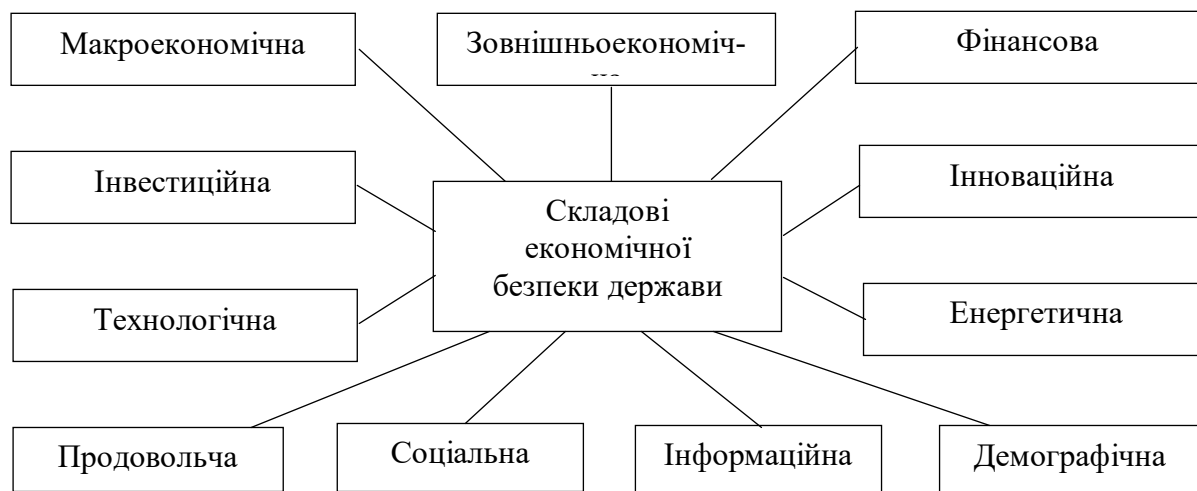 Макроекономічна
Зовнішньоекономіч-
Фінансова
Інвестиційна
Інноваційна
Складові
економічної
безпеки держави
Технологічна
Енергетична
Продовольча
Соціальна
Інформаційна
Демографічна